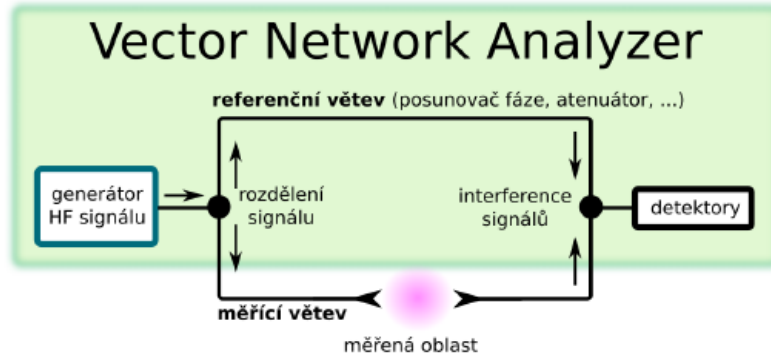 Vector Network Analyzer
referenční větev (posunovač fáze, atenuátor, ...)
generátor
HF signálu
rozdělení
signálu
interference
signálů
detektory
měřící větev
měřená oblast